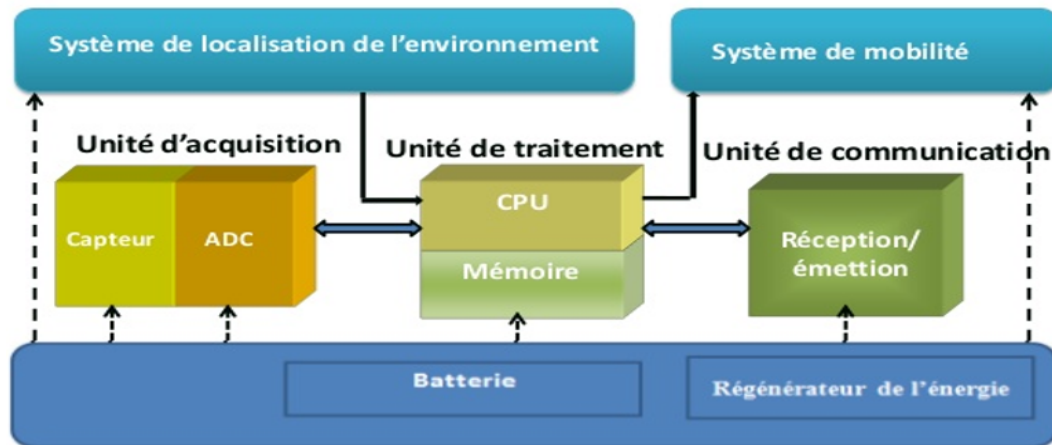 Système de localisation de l'environnement
Système de mobilité
Unité d'acquisition
Unité de traitement
Unité de communication
Capteur
ADC
CPU
Mémoire
Réception/
émettion
Batterie
Régénérateur de l'énergie